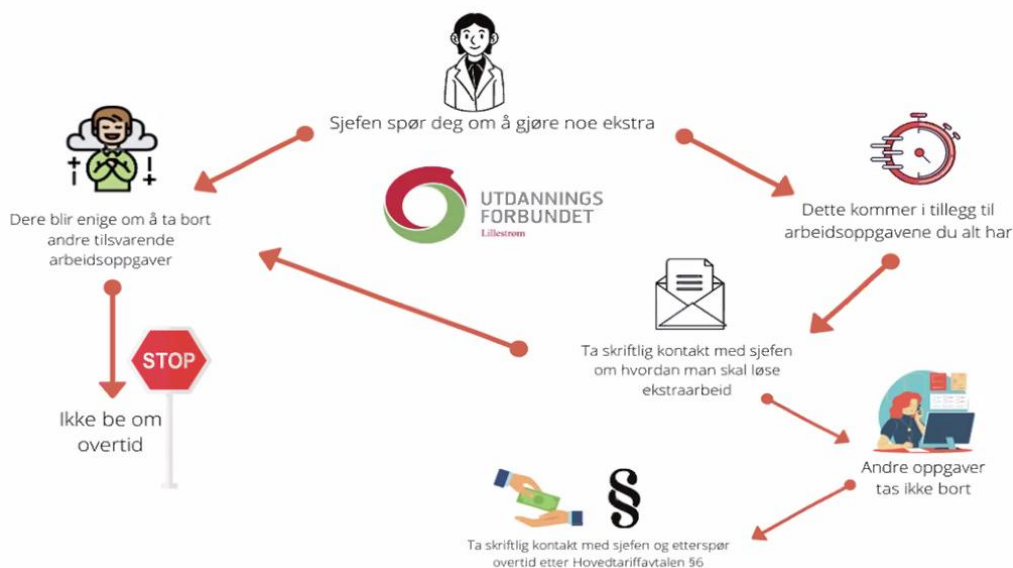 Sjefen spør deg om å gjøre noe ekstra
UTDANNINGS
FORBUNDET
Lillestrøm
Dere blir enige om å ta bort
andre tilsvarende
arbeidsoppgaver
Dette kommer i tillegg til
arbeidsoppgavene du alt har
STOP
Ikke be om
overtid
Ta skriftlig kontakt med sjefen
om hvordan man skal løse
ekstraarbeid
Andre oppgaver
tas ikke bort
§
Ta skriftlig kontakt med sjefen og etterspør
overtid etter Hovedtariffavtalen §6